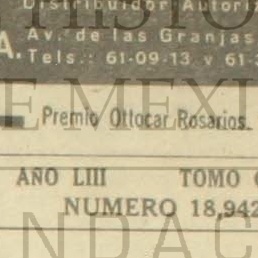 Distribuidor Autoriz
A. Av. de las Granjas
Tels.: 61-09-13 y 61-3
Premio Ottocar Rosarios.
AÑO LIII TOMO
NUMERO 18,942